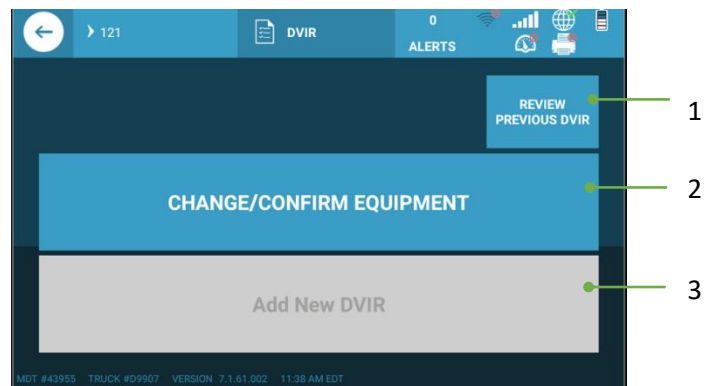 121
DVIR
0
ALERTS
REVIEW
PREVIOUS DVIR
1
CHANGE/CONFIRM EQUIPMENT
2
Add New DVIR
3
MDT #43955 TRUCK #D9907 VERSION 7.1.61.002 11:38 AM EDT